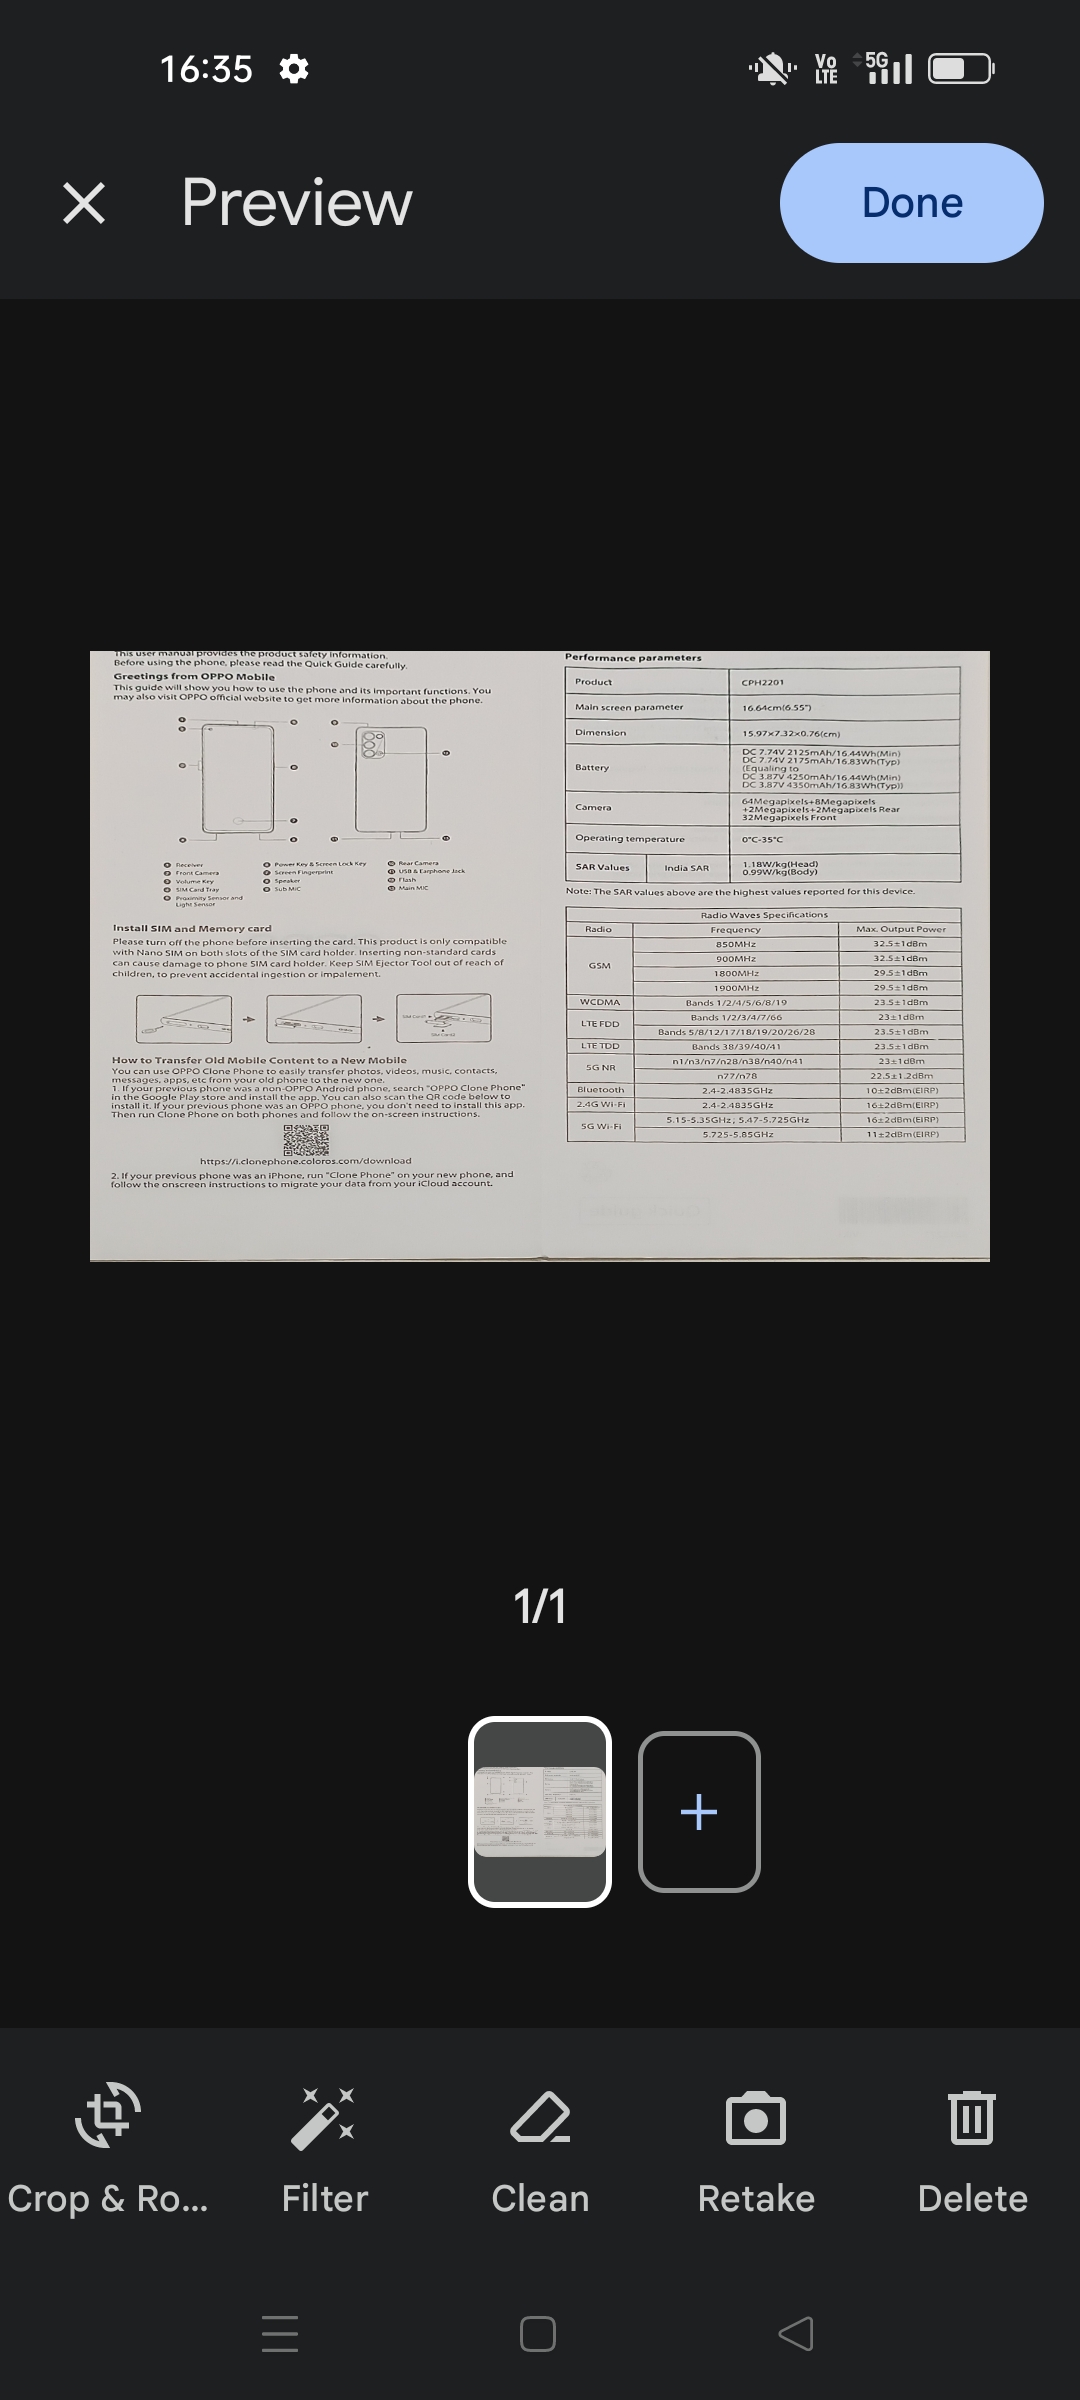 16:35
Vo
LTE
5G
Preview
Done
This user manual provides the product safety information.
Before using the phone, please read the Quick Guide carefully.
Greetings from OPPO Mobile
This guide will show you how to use the phone and its important functions. You
may also visit OPPO official website to get more information about the phone.
Receiver
Front Camera
Volume Key
SIM Card Tray
Proximity Sensor and
Light Sensor
Power Key & Screen Lock Key
Screen Fingerprint
Speaker
Sub MIC
Rear Camera
USB & Earphone Jack
Flash
Main MIC
Install SIM and Memory card
Please turn off the phone before inserting the card. This product is only compatible
with Nano SIM on both slots of the SIM card holder. Inserting non-standard cards
can cause damage to phone SIM card holder. Keep SIM Ejector Tool out of reach of
children, to prevent accidental ingestion or impalement.
How to Transfer Old Mobile Content to a New Mobile
You can use OPPO Clone Phone to easily transfer photos, videos, music, contacts,
messages, apps, etc from your old phone to the new one.
1. If your previous phone was a non-OPPO Android phone, search "OPPO Clone Phone"
in the Google Play store and install the app. You can also scan the QR code below to
install it. If your previous phone was an OPPO phone, you don't need to install this app.
Then run Clone Phone on both phones and follow the on-screen instructions.
https://i.clonephone.coloros.com/download
2. If your previous phone was an iPhone, run "Clone Phone" on your new phone, and
follow the onscreen instructions to migrate your data from your iCloud account.
Performance parameters
Product CPH2201
Main screen parameter 16.64cm(6.55")
Dimension 15.97x7.32x0.76(cm)
Battery
DC 7.74V 2125mAh/16.44Wh(Min)
DC 7.74V 2175mAh/16.83Wh(Typ)
(Equaling to
DC 3.87V 4250mAh/16.44Wh(Min)
DC 3.87V 4350mAh/16.83Wh(Typ))
Camera
64Megapixels+8Megapixels
+2Megapixels+2Megapixels Rear
32Megapixels Front
Operating temperature 0°C-35°C
SAR Values India SAR
1.18W/kg(Head)
0.99W/kg(Body)
Note: The SAR values above are the highest values reported for this device.
Radio Waves Specifications
Radio Frequency Max. Output Power
GSM
850MHz 32.5±1dBm
900MHz 32.5±1dBm
1800MHz 29.5±1dBm
1900MHz 29.5±1dBm
WCDMA Bands 1/2/4/5/6/8/19 23.5±1dBm
LTE FDD
Bands 1/2/3/4/7/66 23±1dBm
Bands 5/8/12/17/18/19/20/26/28 23.5±1dBm
LTE TDD Bands 38/39/40/41 23.5±1dBm
5G NR
n1/n3/n7/n28/n38/n40/n41 23±1dBm
n77/n78 22.5±1.2dBm
Bluetooth 2.4-2.4835GHz 10±2dBm(EIRP)
2.4G Wi-Fi 2.4-2.4835GHz 16±2dBm(EIRP)
5G Wi-Fi
5.15-5.35GHz, 5.47-5.725GHz 16±2dBm(EIRP)
5.725-5.85GHz 11±2dBm(EIRP)
1/1
Crop & Ro...
Filter
Clean
Retake
Delete